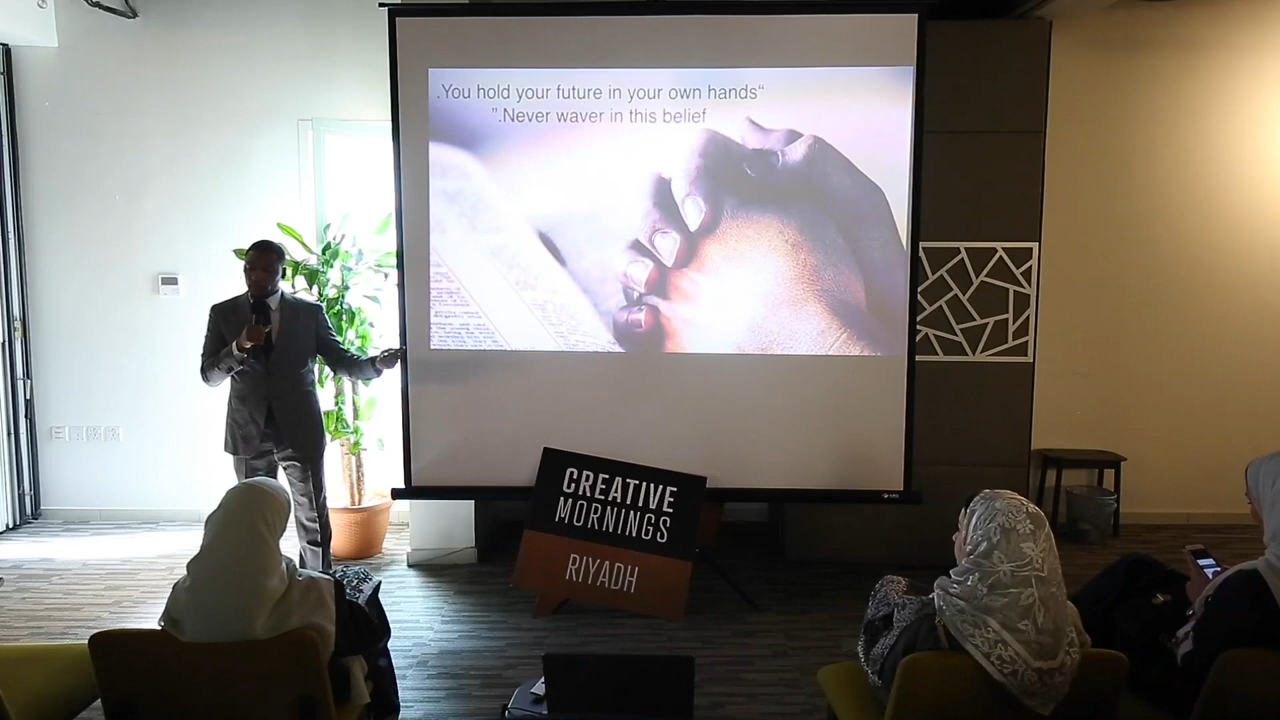 .You hold your future in your own hands“
”.Never waver in this belief
CREATIVE
MORNINGS
RIYADH